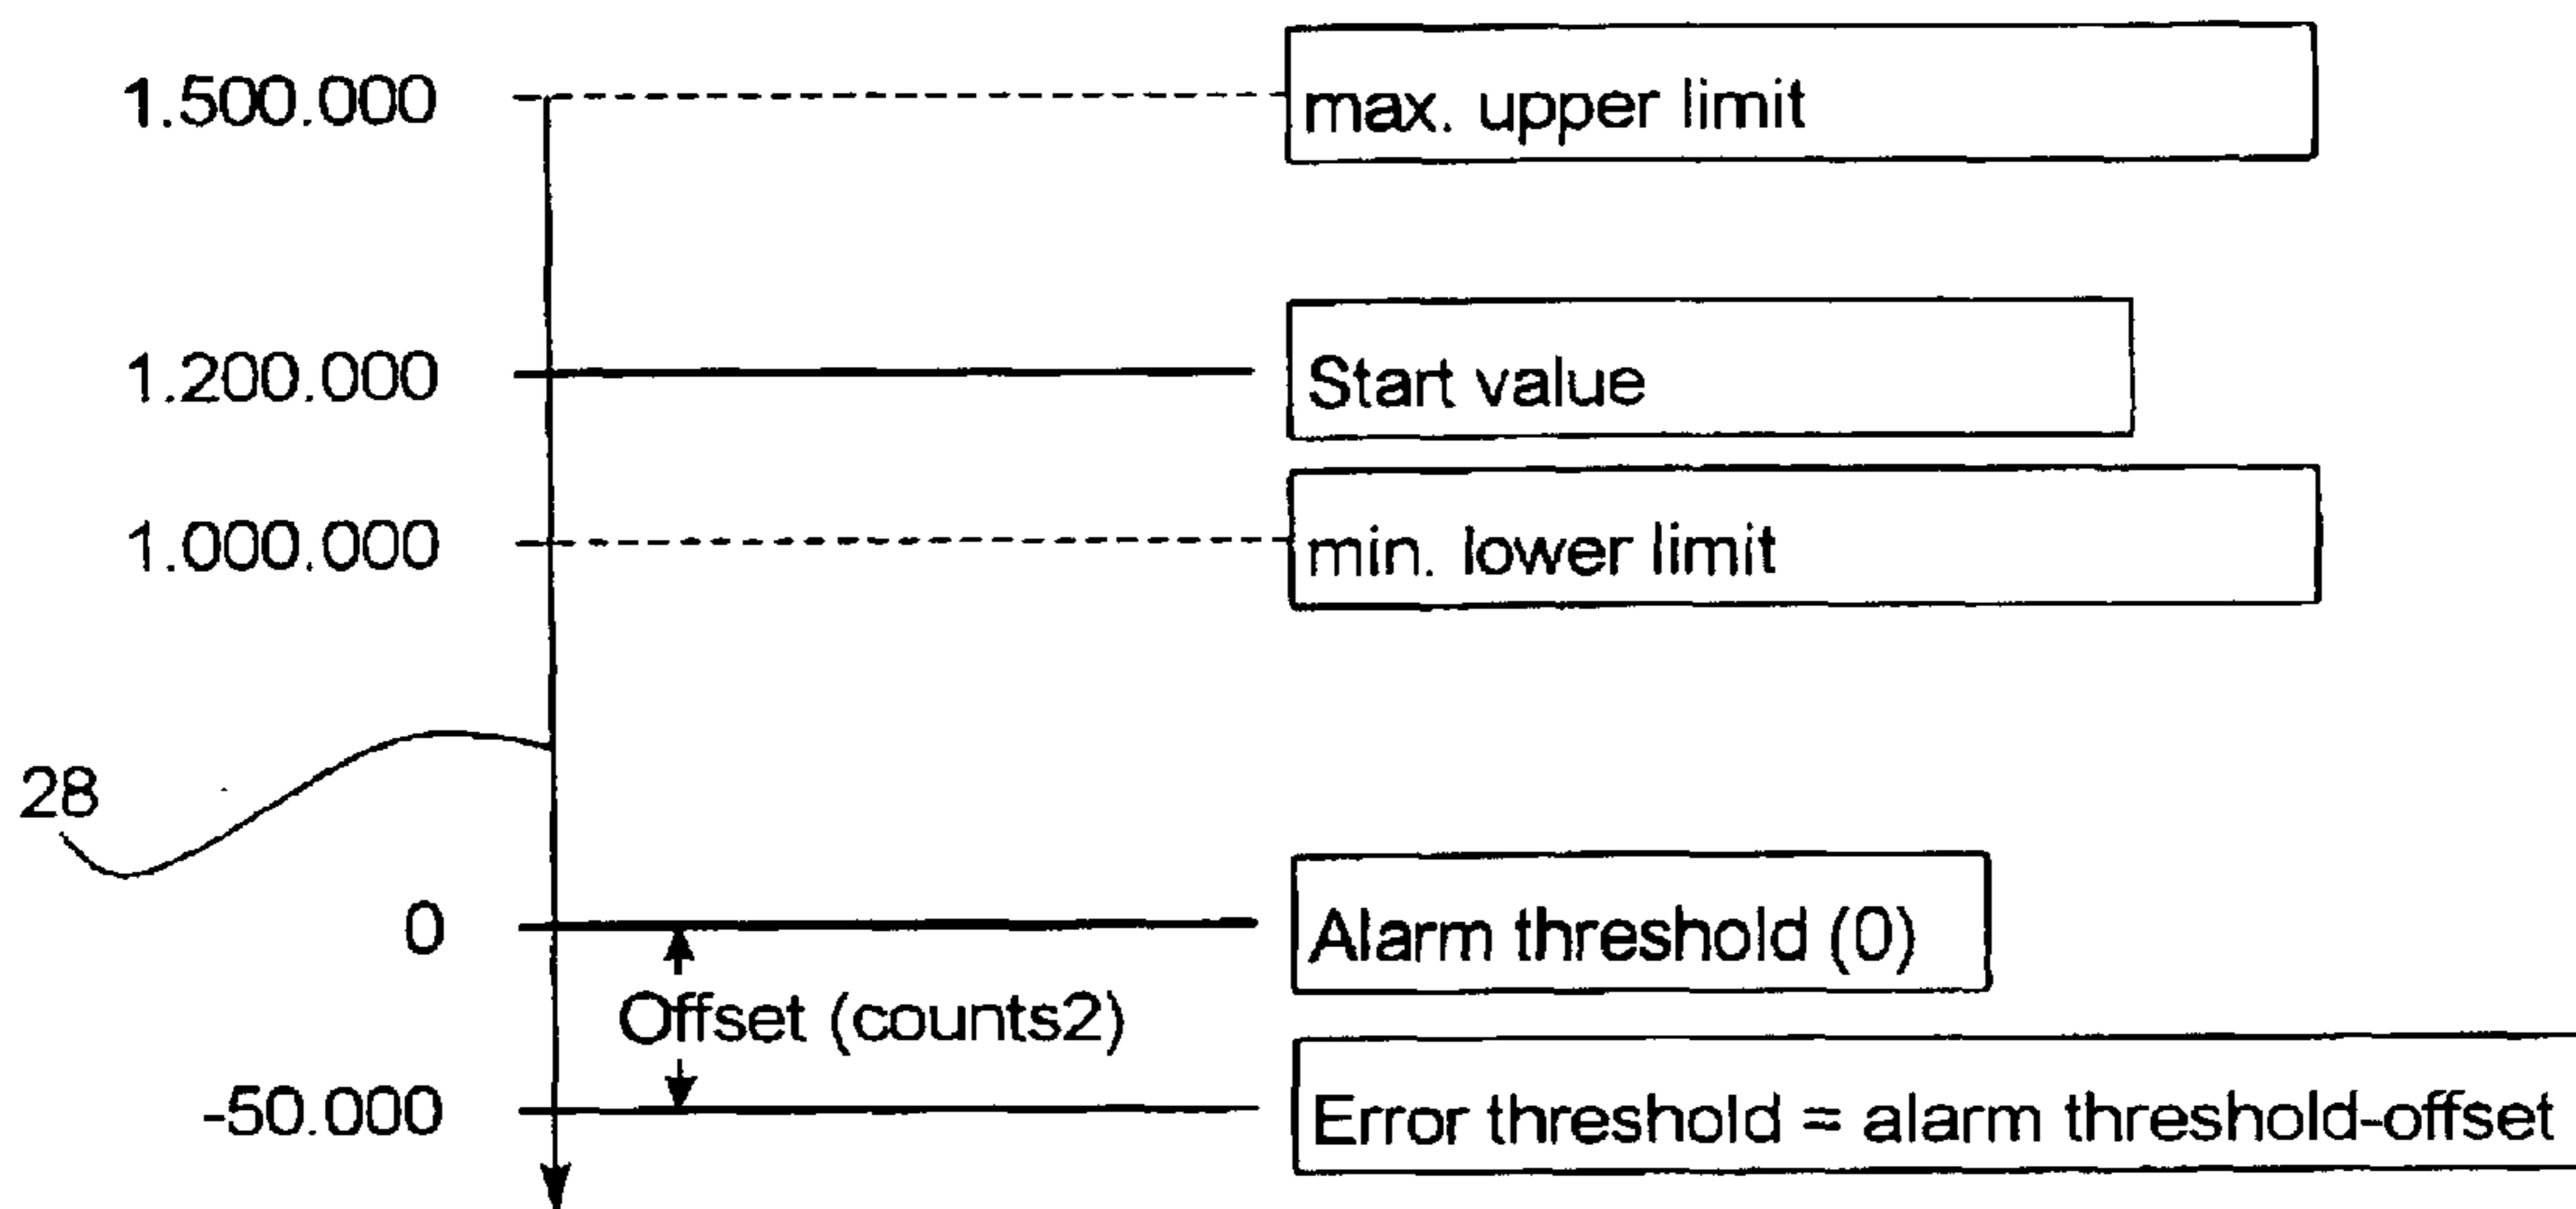 1.500.000 max. upper limit
1.200.000 Start value
1.000.000 min. lower limit
28
0 Alarm threshold (0)
Offset (counts2)
-50.000 Error threshold = alarm threshold-offset